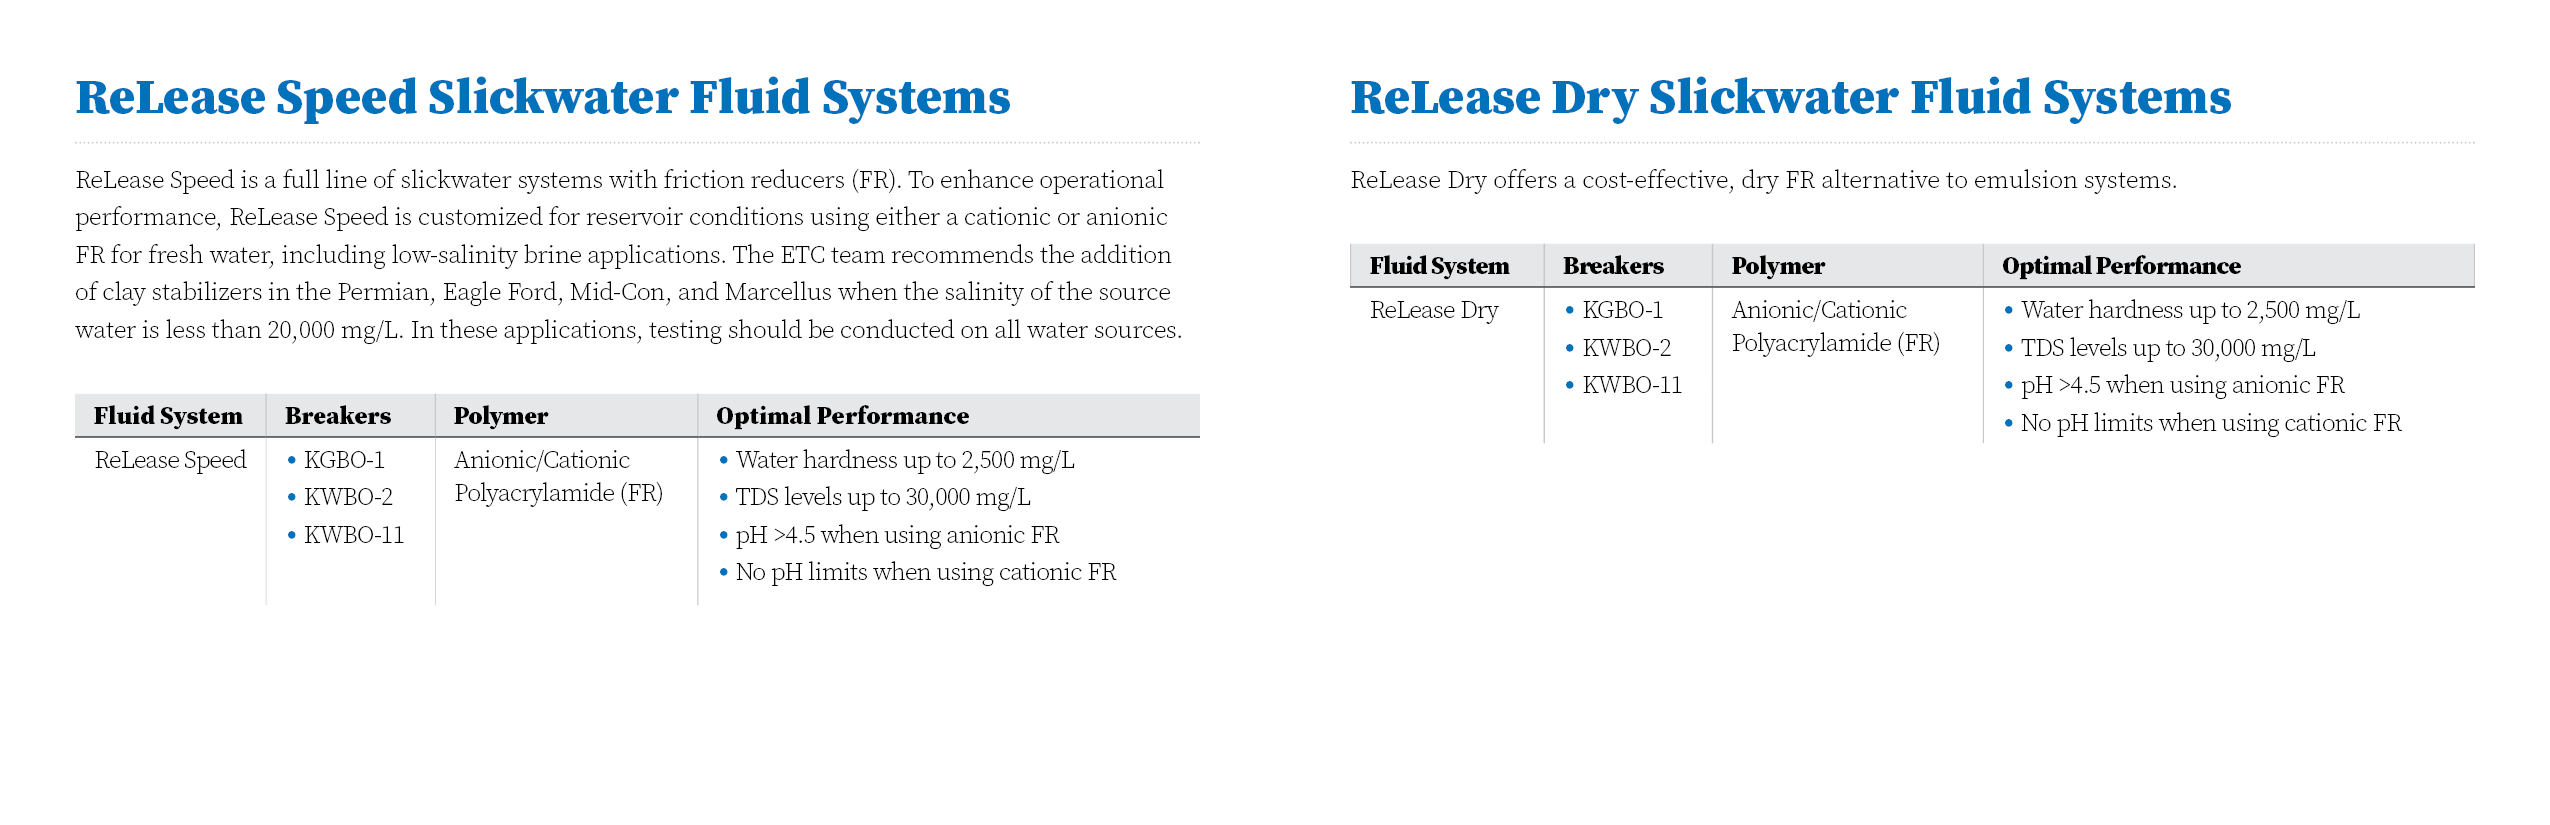 ReLease Speed Slickwater Fluid Systems
ReLease Speed is a full line of slickwater systems with friction reducers (FR). To enhance operational
performance, ReLease Speed is customized for reservoir conditions using either a cationic or anionic
FR for fresh water, including low-salinity brine applications. The ETC team recommends the addition
of clay stabilizers in the Permian, Eagle Ford, Mid-Con, and Marcellus when the salinity of the source
water is less than 20,000 mg/L. In these applications, testing should be conducted on all water sources.
Fluid System Breakers Polymer Optimal Performance
ReLease Speed • KGBO-1 Anionic/Cationic • Water hardness up to 2,500 mg/L
• KWBO-2 Polyacrylamide (FR) • TDS levels up to 30,000 mg/L
• KWBO-11 • pH >4.5 when using anionic FR
• No pH limits when using cationic FR
ReLease Dry Slickwater Fluid Systems
ReLease Dry offers a cost-effective, dry FR alternative to emulsion systems.
Fluid System Breakers Polymer Optimal Performance
ReLease Dry • KGBO-1 Anionic/Cationic • Water hardness up to 2,500 mg/L
• KWBO-2 Polyacrylamide (FR) • TDS levels up to 30,000 mg/L
• KWBO-11 • pH >4.5 when using anionic FR
• No pH limits when using cationic FR